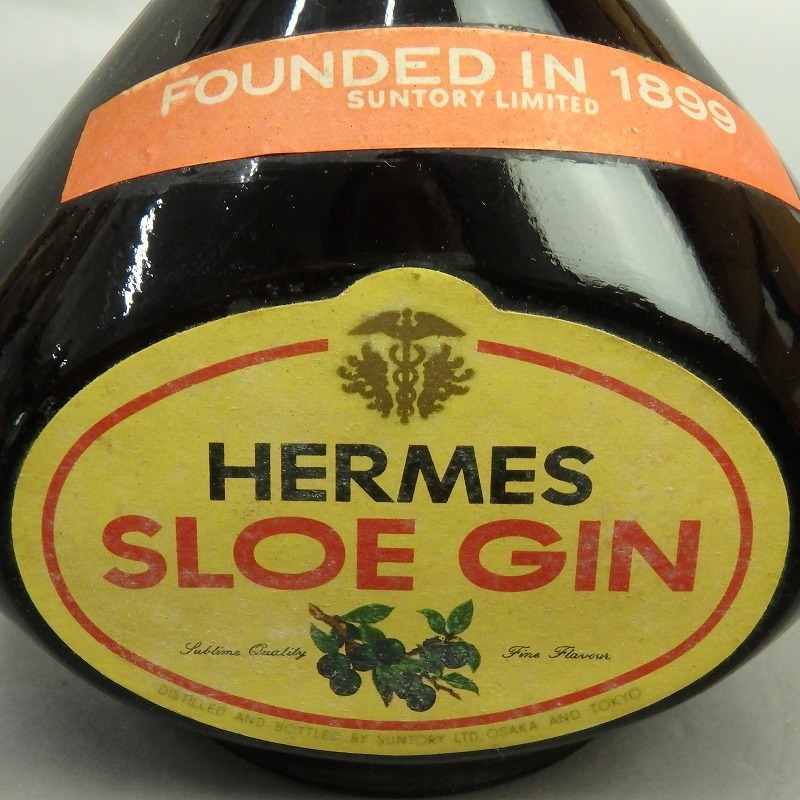 FOUNDED IN 1899
SUNTORY LIMITED
HERMES
SLOE GIN
Sublime Quality Fine Flavour
DISTILLED AND BOTTLED BY SUNTORY LTD. OSAKA AND TOKYO